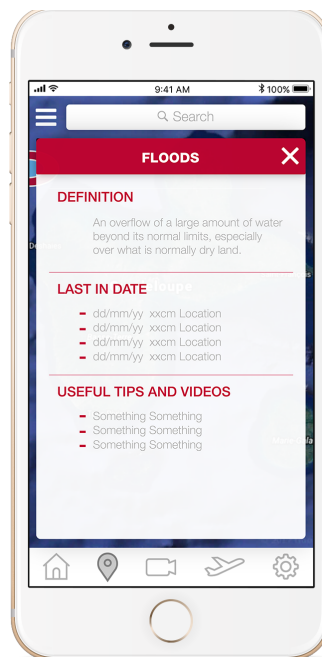 9:41 AM
100%
Search
FLOODS
DEFINITION
An overflow of a large amount of water
beyond its normal limits, especially
over what is normally dry land.
LAST IN DATE
dd/mm/yy xxcm Location
dd/mm/yy xxcm Location
dd/mm/yy xxcm Location
dd/mm/yy xxcm Location
USEFUL TIPS AND VIDEOS
Something Something
Something Something
Something Something